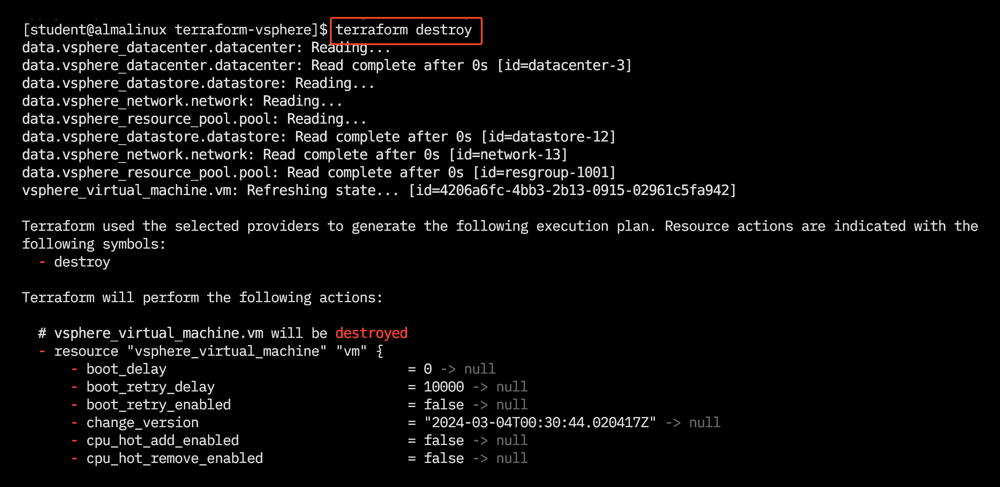 [student@almalinux terraform-vsphere]$ terraform destroy
data.vsphere_datacenter.datacenter: Reading...
data.vsphere_datacenter.datacenter: Read complete after 0s [id=datacenter-3]
data.vsphere_datastore.datastore: Reading...
data.vsphere_network.network: Reading...
data.vsphere_resource_pool.pool: Reading...
data.vsphere_datastore.datastore: Read complete after 0s [id=datastore-12]
data.vsphere_network.network: Read complete after 0s [id=network-13]
data.vsphere_resource_pool.pool: Read complete after 0s [id=resgroup-1001]
vsphere_virtual_machine.vm: Refreshing state... [id=4206a6fc-4bb3-2b13-0915-02961c5fa942]
Terraform used the selected providers to generate the following execution plan. Resource actions are indicated with the
following symbols:
  - destroy
Terraform will perform the following actions:
  # vsphere_virtual_machine.vm will be destroyed
  - resource "vsphere_virtual_machine" "vm" {
      - boot_delay                              = 0 -> null
      - boot_retry_delay                        = 10000 -> null
      - boot_retry_enabled                      = false -> null
      - change_version                          = "2024-03-04T00:30:44.020417Z" -> null
      - cpu_hot_add_enabled                     = false -> null
      - cpu_hot_remove_enabled                  = false -> null